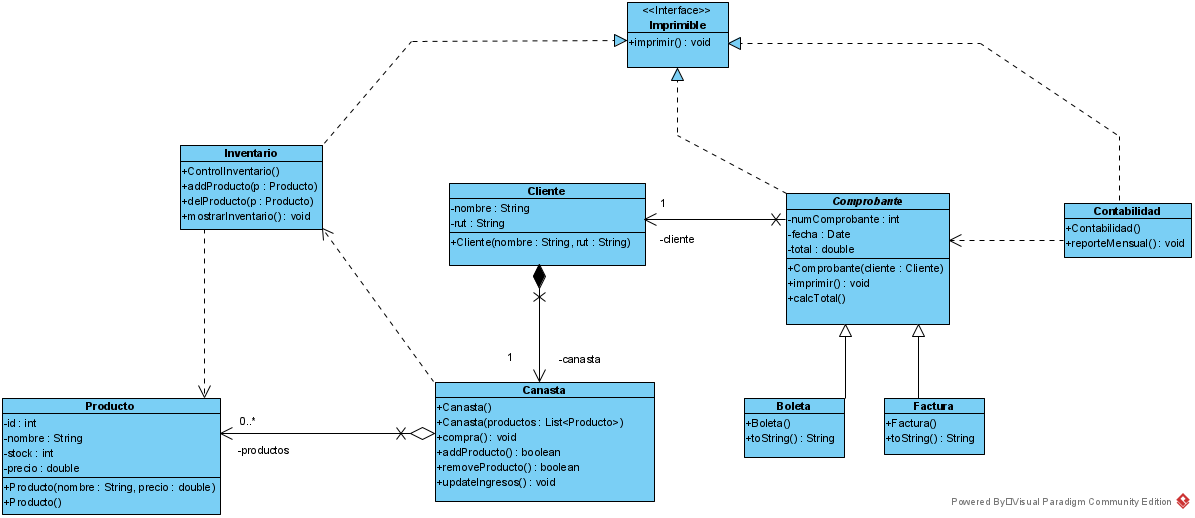 <<Interface>>
Imprimible
+imprimir() : void
Inventario
+ControlInventario()
+addProducto(p : Producto)
+delProducto(p : Producto)
+mostrarInventario() : void
Cliente
-nombre : String
-rut : String
+Cliente(nombre : String, rut : String)
1
-cliente
Comprobante
-numComprobante : int
-fecha : Date
-total : double
+Comprobante(cliente : Cliente)
+imprimir() : void
+calcTotal()
Contabilidad
+Contabilidad()
+reporteMensual() : void
1
-canasta
Producto
-id : int
-nombre : String
-stock : int
-precio : double
+Producto(nombre : String, precio : double)
+Producto()
0..*
-productos
Canasta
+Canasta()
+Canasta(productos : List<Producto>)
+compra() : void
+addProducto() : boolean
+removeProducto() : boolean
+updateIngresos() : void
Boleta
+Boleta()
+toString() : String
Factura
+Factura()
+toString() : String
Powered By Visual Paradigm Community Edition